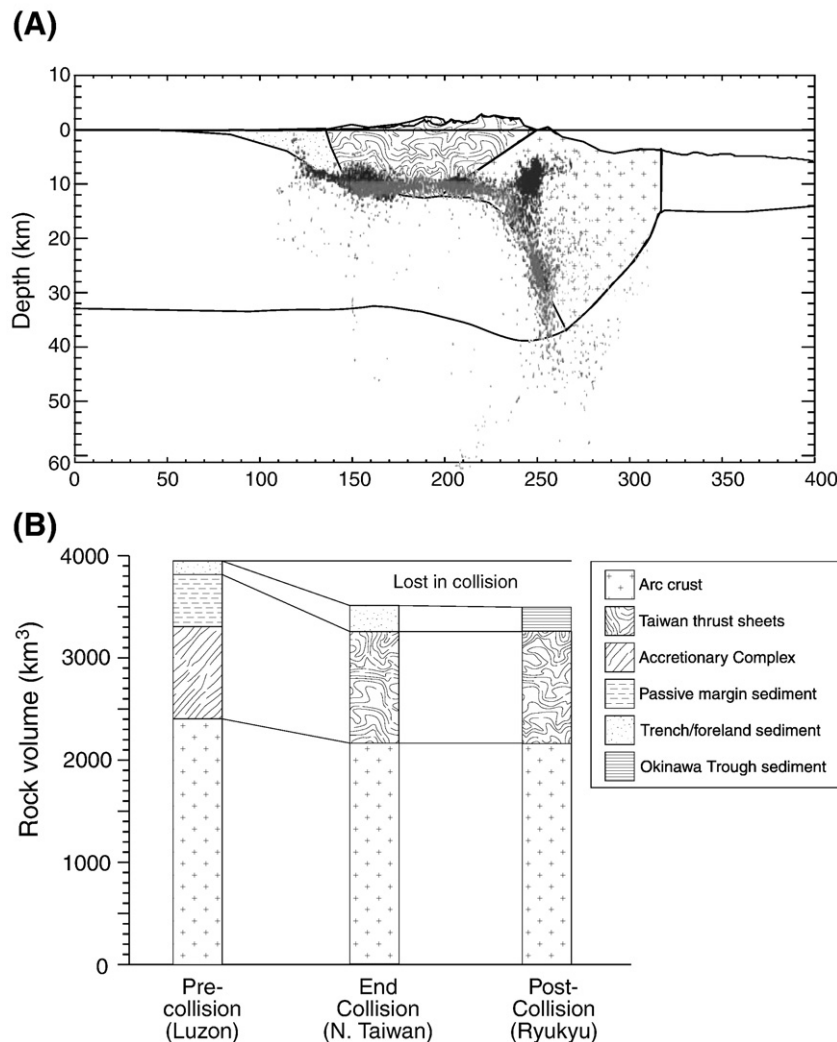 (A)
10
0
10
20
30
40
50
60
Depth (km)
0
50
100
150
200
250
300
350
400
(B)
4000
3000
2000
1000
0
Rock volume (km³)
Lost in collision
Arc crust
Taiwan thrust sheets
Accretionary Complex
Passive margin sediment
Trench/foreland sediment
Okinawa Trough sediment
Pre-
collision
(Luzon)
End
Collision
(N. Taiwan)
Post-
Collision
(Ryukyu)